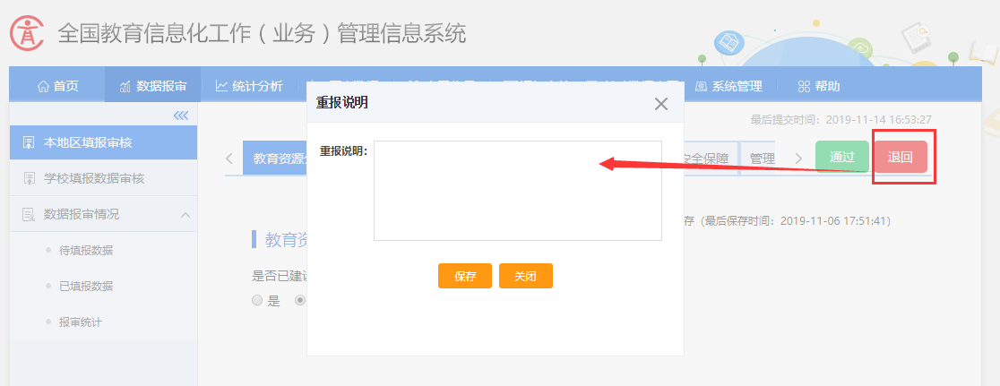 全国教育信息化工作（业务）管理信息系统
首页
数据报审
统计分析
系统管理
帮助
重报说明
最后提交时间：2019-11-14 16:53:27
本地区填报审核
重报说明：
教育资源
安全保障
管理
通过
退回
学校填报数据审核
数据报审情况
存（最后保存时间：2019-11-06 17:51:41）
教育资
待填报数据
是否已建设
保存
关闭
已填报数据
是
报审统计